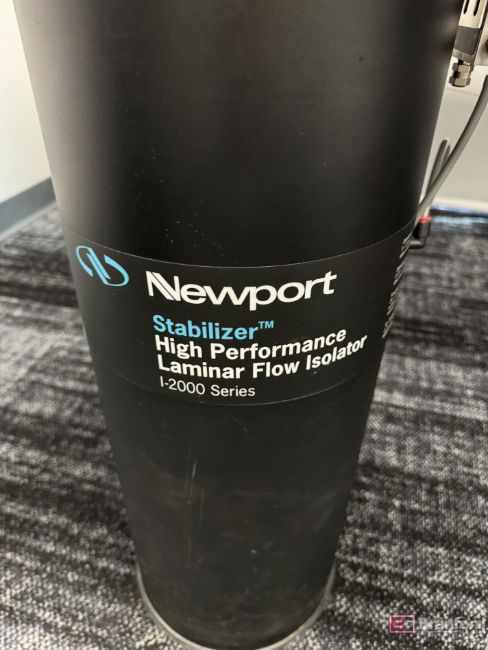 Newport
Stabilizer™
High Performance
Laminar Flow Isolator
I-2000 Series